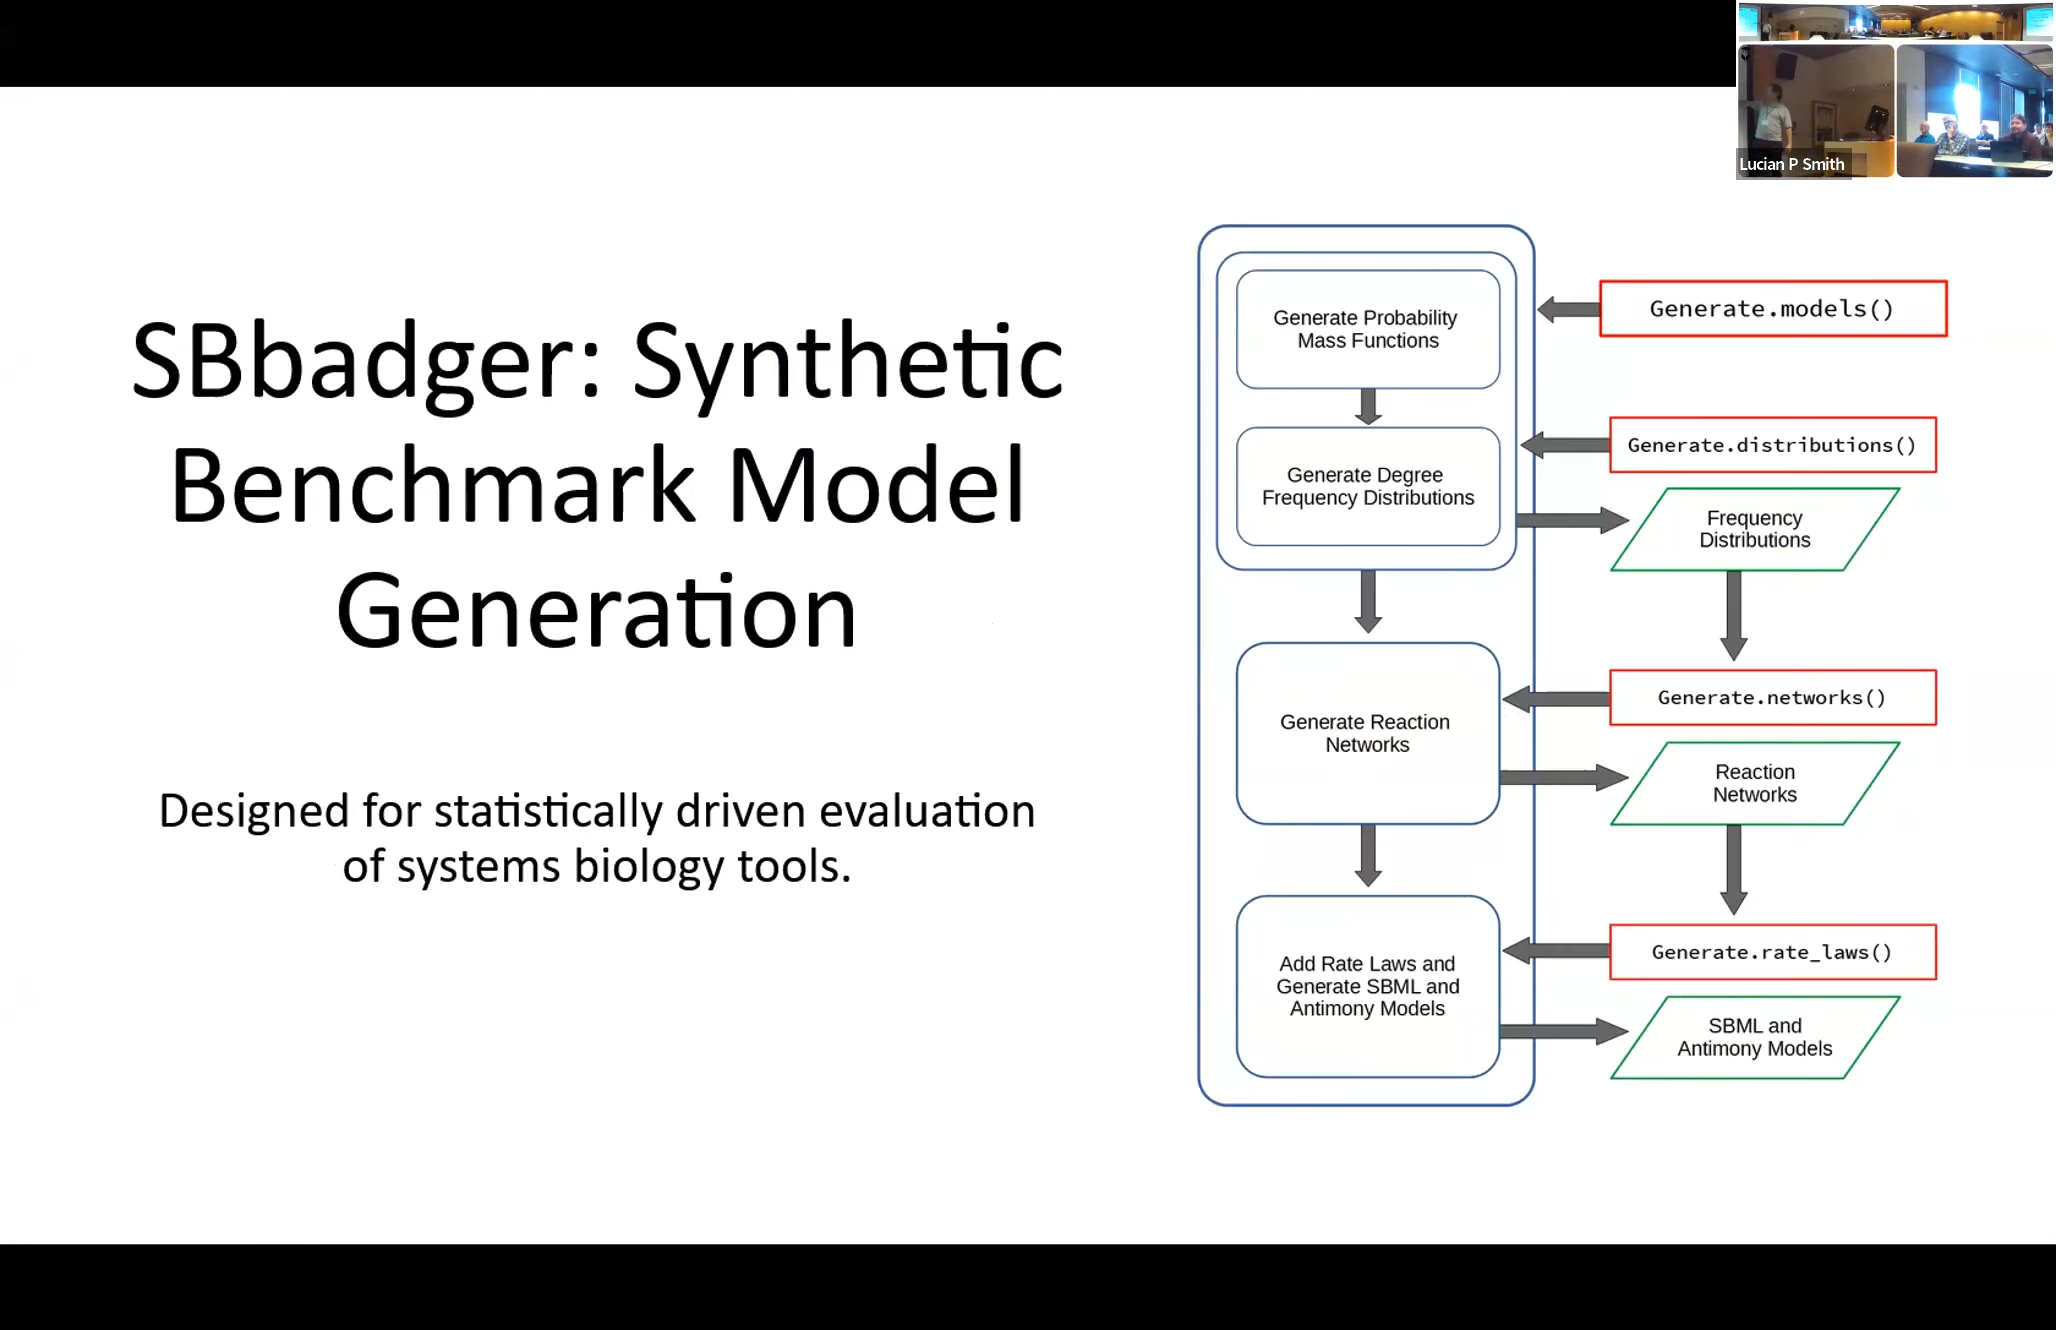 Lucian P Smith
SBbadger: Synthetic
Benchmark Model
Generation
Designed for statistically driven evaluation
of systems biology tools.
Generate Probability
Mass Functions
Generate Degree
Frequency Distributions
Generate Reaction
Networks
Add Rate Laws and
Generate SBML and
Antimony Models
Generate.models()
Generate.distributions()
Frequency
Distributions
Generate.networks()
Reaction
Networks
Generate.rate_laws()
SBML and
Antimony Models